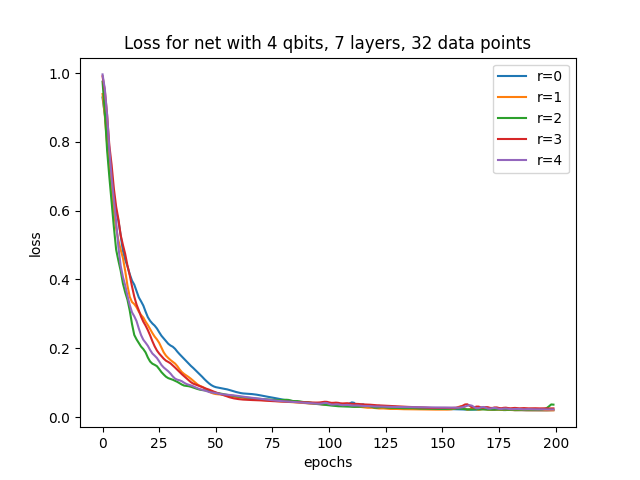 Loss for net with 4 qbits, 7 layers, 32 data points
r=0
r=1
r=2
r=3
r=4
loss
1.0
0.8
0.6
0.4
0.2
0.0
0 25 50 75 100 125 150 175 200
epochs